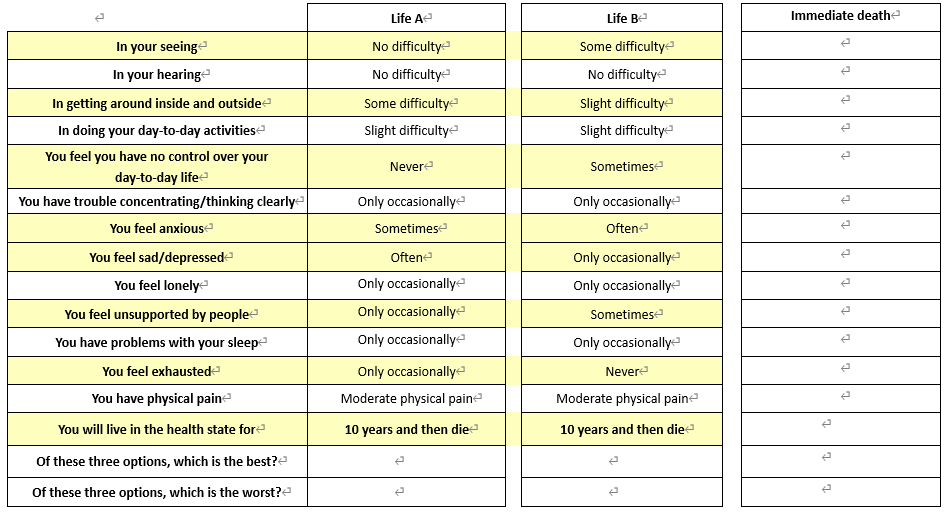 Life A Life B Immediate death
In your seeing No difficulty Some difficulty
In your hearing No difficulty No difficulty
In getting around inside and outside Some difficulty Slight difficulty
In doing your day-to-day activities Slight difficulty Slight difficulty
You feel you have no control over your
day-to-day life Never Sometimes
You have trouble concentrating/thinking clearly Only occasionally Only occasionally
You feel anxious Sometimes Often
You feel sad/depressed Often Only occasionally
You feel lonely Only occasionally Only occasionally
You feel unsupported by people Only occasionally Sometimes
You have problems with your sleep Only occasionally Only occasionally
You feel exhausted Only occasionally Never
You have physical pain Moderate physical pain Moderate physical pain
You will live in the health state for 10 years and then die 10 years and then die
Of these three options, which is the best?
Of these three options, which is the worst?